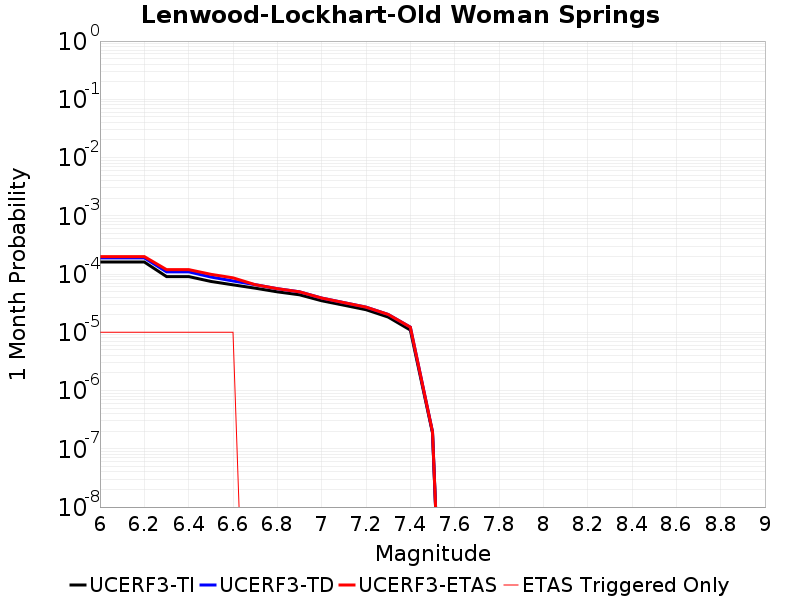 Lenwood-Lockhart-Old Woman Springs
1 Month Probability
10^0
10^-1
10^-2
10^-3
10^-4
10^-5
10^-6
10^-7
10^-8
6 6.2 6.4 6.6 6.8 7 7.2 7.4 7.6 7.8 8 8.2 8.4 8.6 8.8 9
Magnitude
UCERF3-TI UCERF3-TD UCERF3-ETAS ETAS Triggered Only